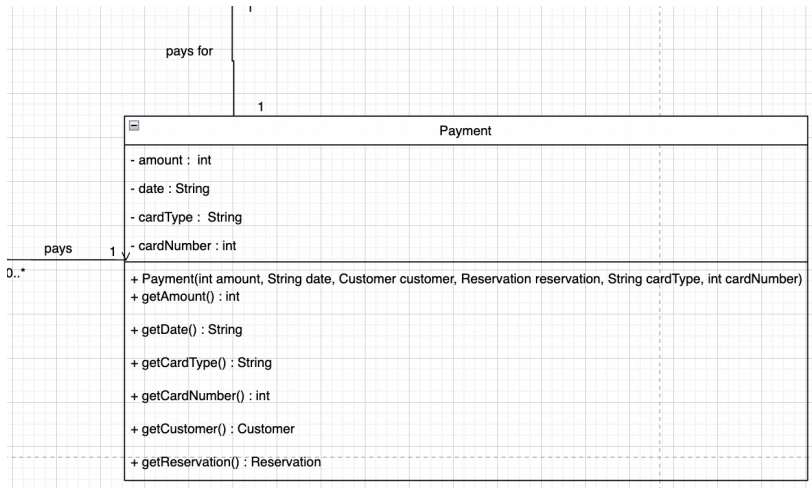 1
pays for
1
Payment
- amount :  int
- date : String
- cardType :  String
- cardNumber : int
pays
1
0..*
+ Payment(int amount, String date, Customer customer, Reservation reservation, String cardType, int cardNumber)
+ getAmount() : int
+ getDate() : String
+ getCardType() : String
+ getCardNumber() : int
+ getCustomer() : Customer
+ getReservation() : Reservation